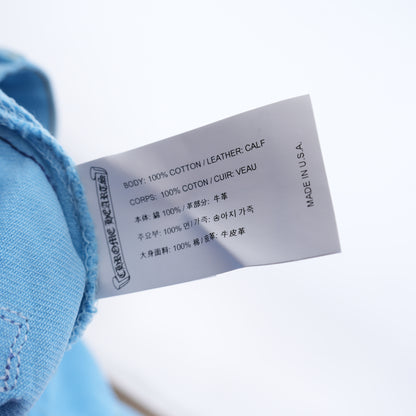 CHROME HEARTS
BODY: 100% COTTON / LEATHER: CALF
CORPS: 100% COTON / CUIR: VEAU
本体: 綿 100% / 革部分: 牛革
주요부: 100% 면/가족: 송아지 가족
大身面料: 100% 棉 / 皮革: 牛皮革
MADE IN U.S.A.